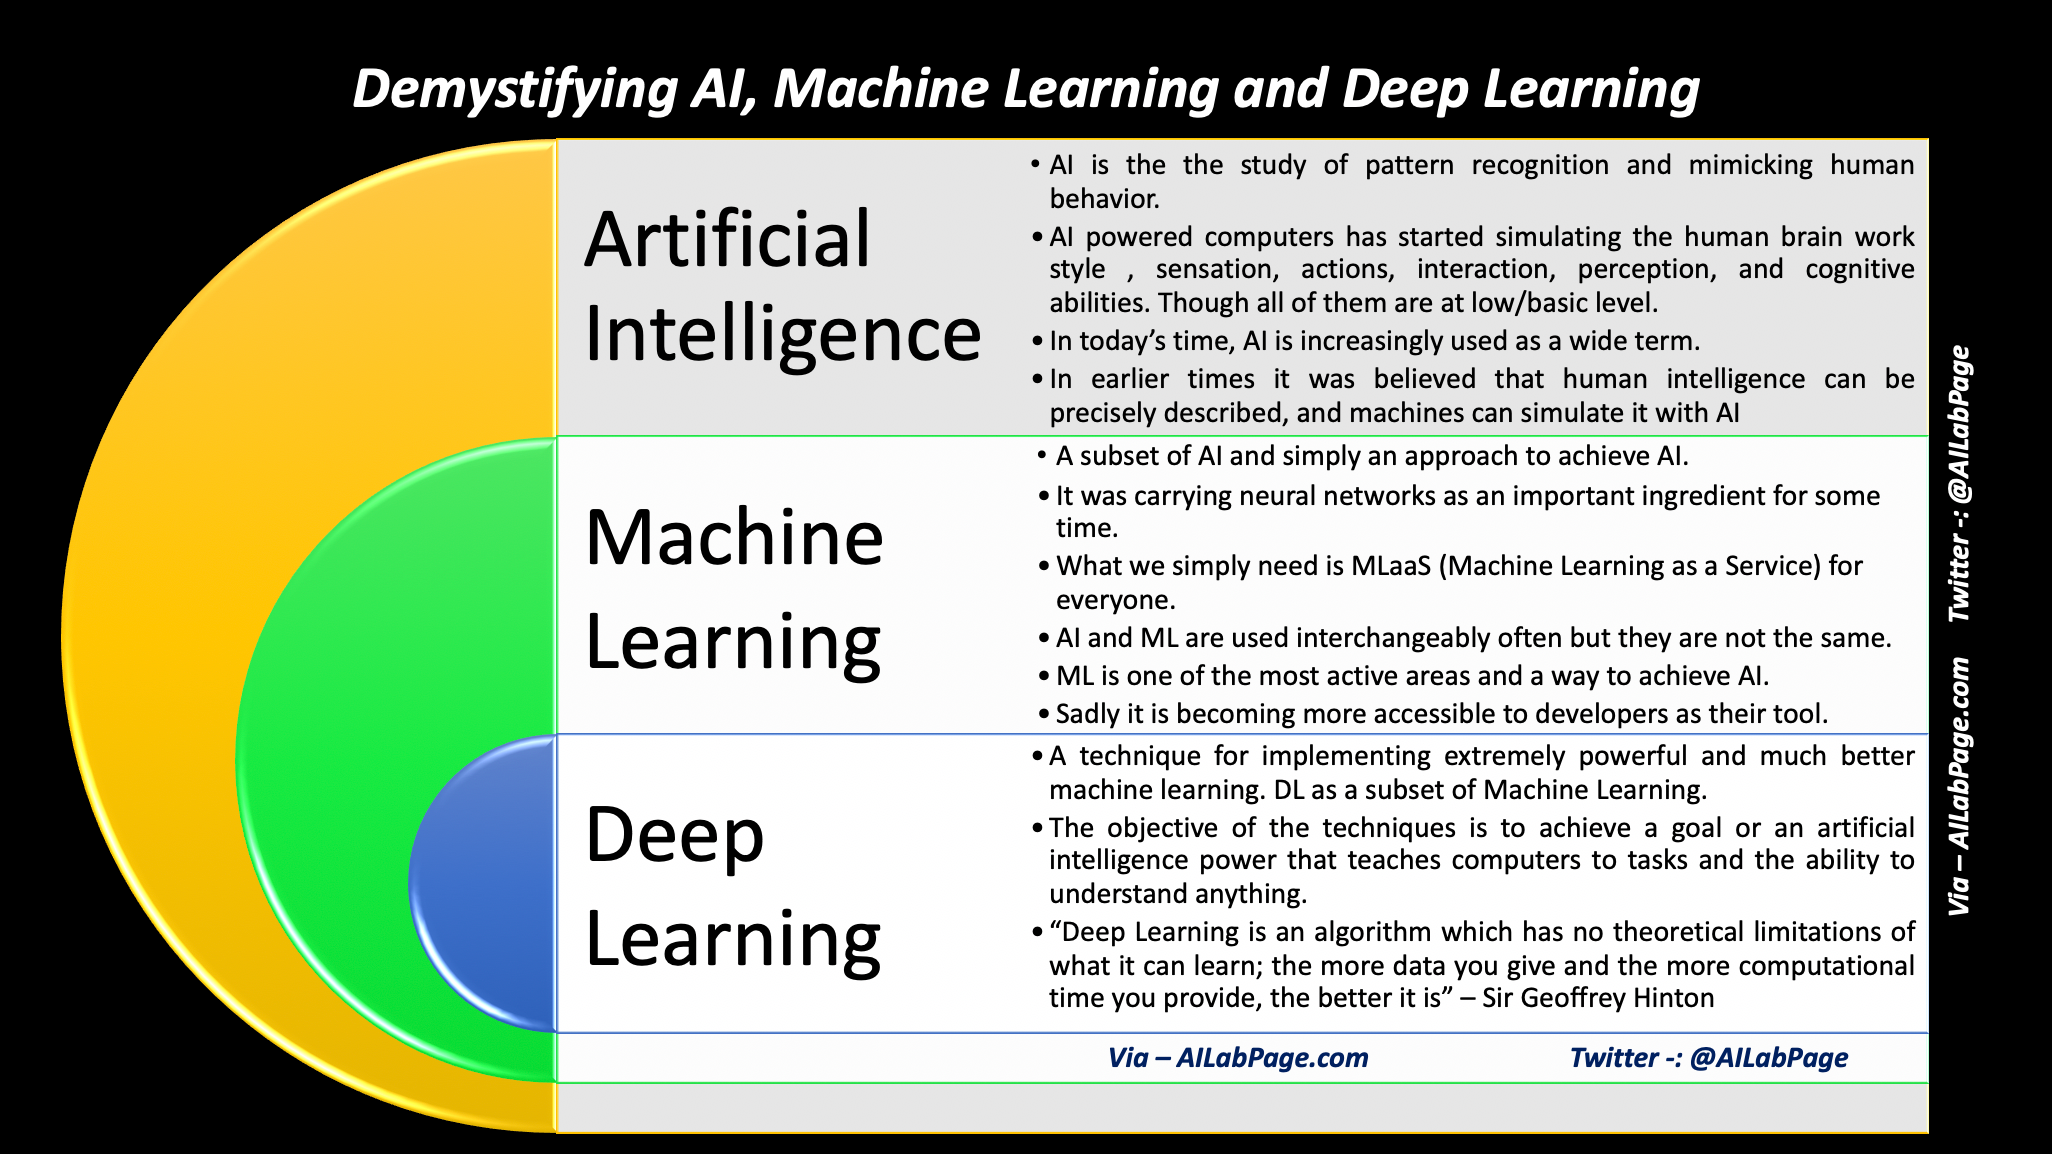 Demystifying AI, Machine Learning and Deep Learning
Artificial
Intelligence
• AI is the the study of pattern recognition and mimicking human
behavior.
• AI powered computers has started simulating the human brain work
style , sensation, actions, interaction, perception, and cognitive
abilities. Though all of them are at low/basic level.
• In today’s time, AI is increasingly used as a wide term.
• In earlier times it was believed that human intelligence can be
precisely described, and machines can simulate it with AI
Machine
Learning
• A subset of AI and simply an approach to achieve AI.
• It was carrying neural networks as an important ingredient for some
time.
• What we simply need is MLaaS (Machine Learning as a Service) for
everyone.
• AI and ML are used interchangeably often but they are not the same.
• ML is one of the most active areas and a way to achieve AI.
• Sadly it is becoming more accessible to developers as their tool.
Deep
Learning
• A technique for implementing extremely powerful and much better
machine learning. DL as a subset of Machine Learning.
• The objective of the techniques is to achieve a goal or an artificial
intelligence power that teaches computers to tasks and the ability to
understand anything.
• “Deep Learning is an algorithm which has no theoretical limitations of
what it can learn; the more data you give and the more computational
time you provide, the better it is” – Sir Geoffrey Hinton
Via – AILabPage.com Twitter -: @AILabPage
Via – AILabPage.com Twitter -: @AILabPage